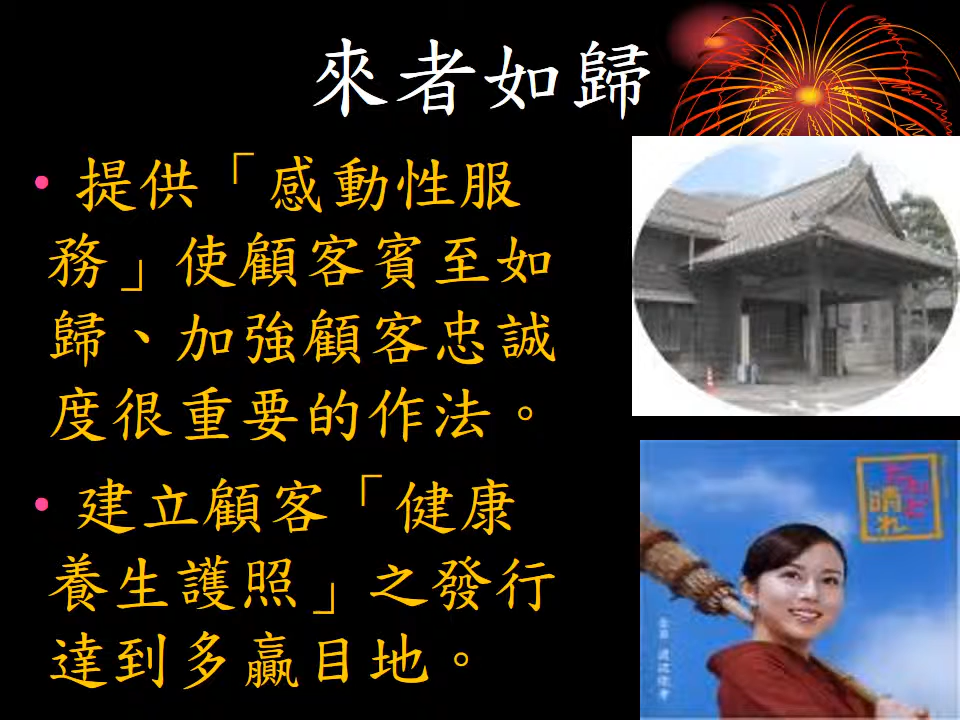 來者如歸
• 提供「感動性服
務」使顧客賓至如
歸、加強顧客忠誠
度很重要的作法。
• 建立顧客「健康
養生護照」之發行
達到多贏目地。
晴れ